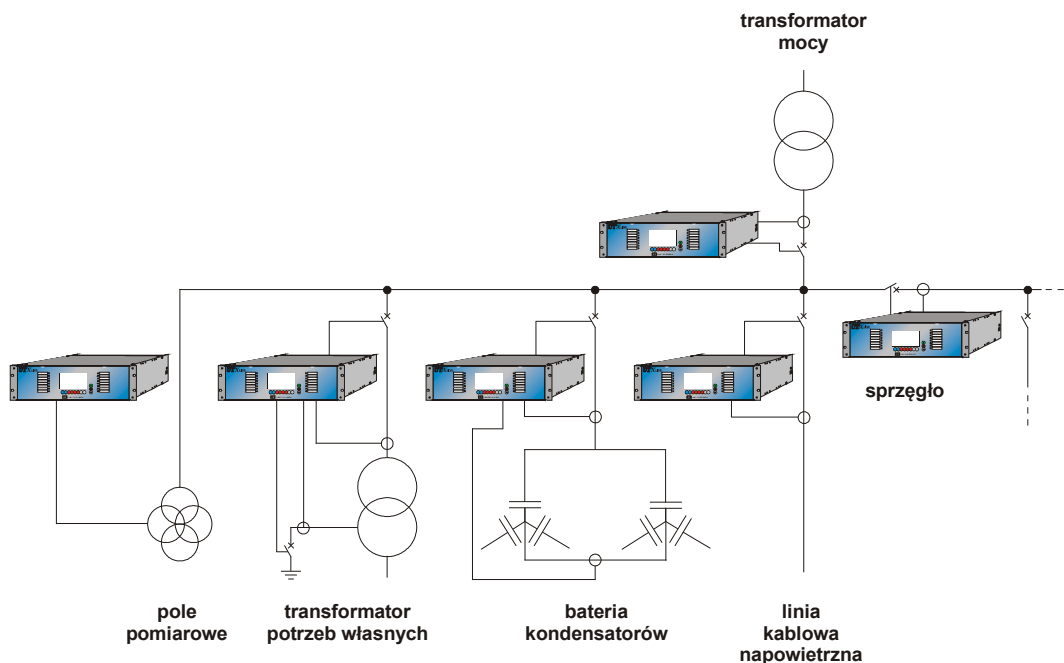 transformator
mocy
sprzęgło
pole
pomiarowe
transformator
potrzeb własnych
bateria
kondensatorów
linia
kablowa
napowietrzna